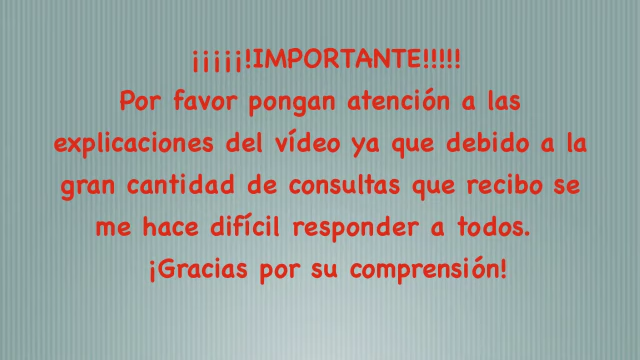 ¡¡¡¡¡!IMPORTANTE!!!!!
Por favor pongan atención a las
explicaciones del vídeo ya que debido a la
gran cantidad de consultas que recibo se
me hace difícil responder a todos.
¡Gracias por su comprensión!